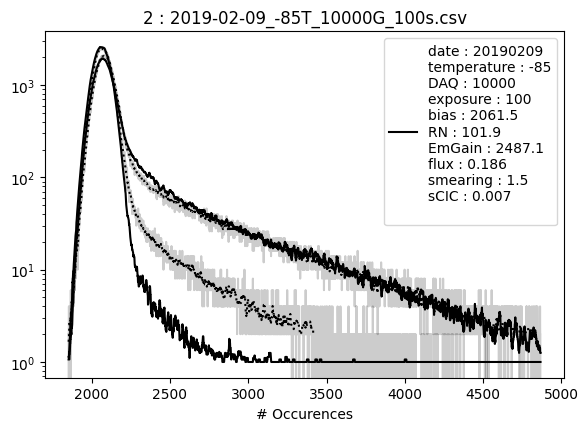 2 : 2019-02-09_-85T_10000G_100s.csv
date : 20190209
temperature : -85
DAQ : 10000
exposure : 100
bias : 2061.5
RN : 101.9
EmGain : 2487.1
flux : 0.186
smearing : 1.5
sCIC : 0.007
10³
10²
10¹
10⁰
2000 2500 3000 3500 4000 4500 5000
# Occurences